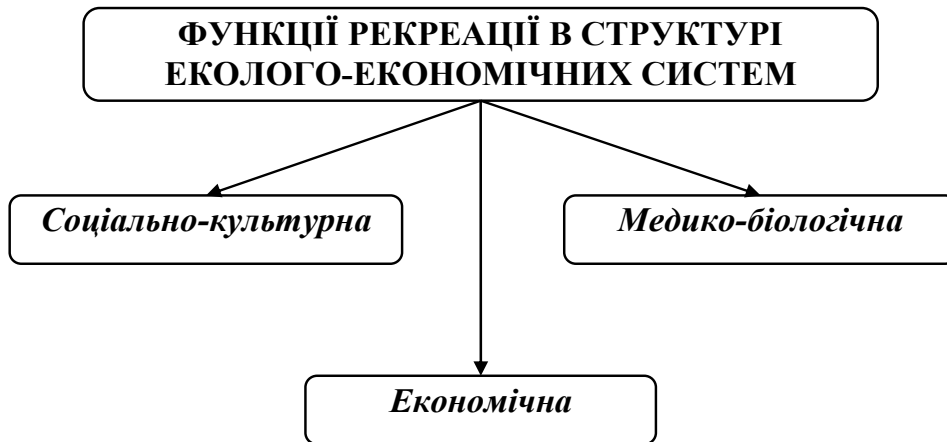 ФУНКЦІЇ РЕКРЕАЦІЇ В СТРУКТУРІ
ЕКОЛОГО-ЕКОНОМІЧНИХ СИСТЕМ
Соціально-культурна
Медико-біологічна
Економічна